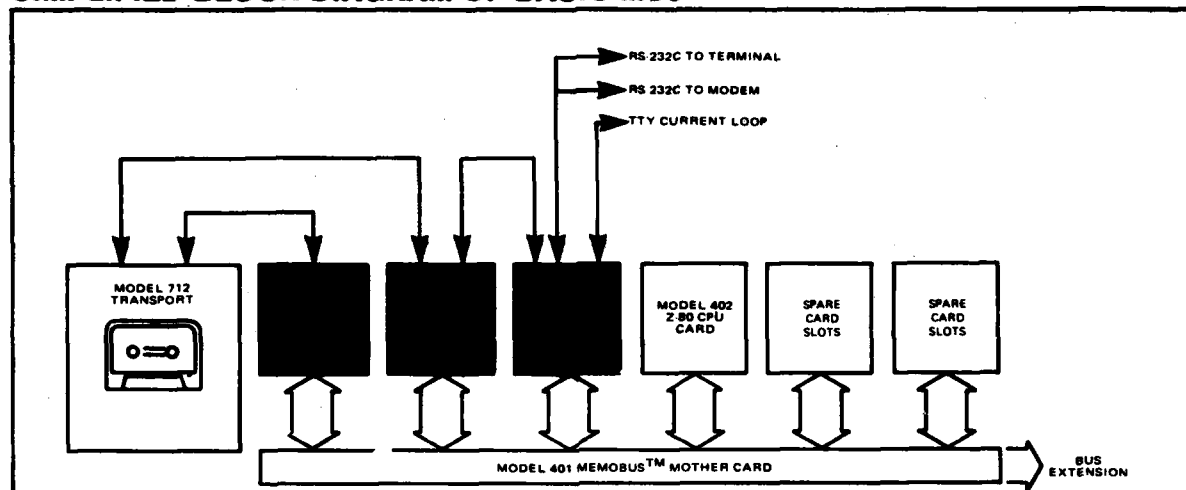 RS-232C TO TERMINAL
RS 232C TO MODEM
TTY CURRENT LOOP
MODEL 712
TRANSPORT
MODEL 402
Z-80 CPU
CARD
SPARE
CARD
SLOTS
SPARE
CARD
SLOTS
MODEL 401 MEMOBUS™ MOTHER CARD
BUS
EXTENSION